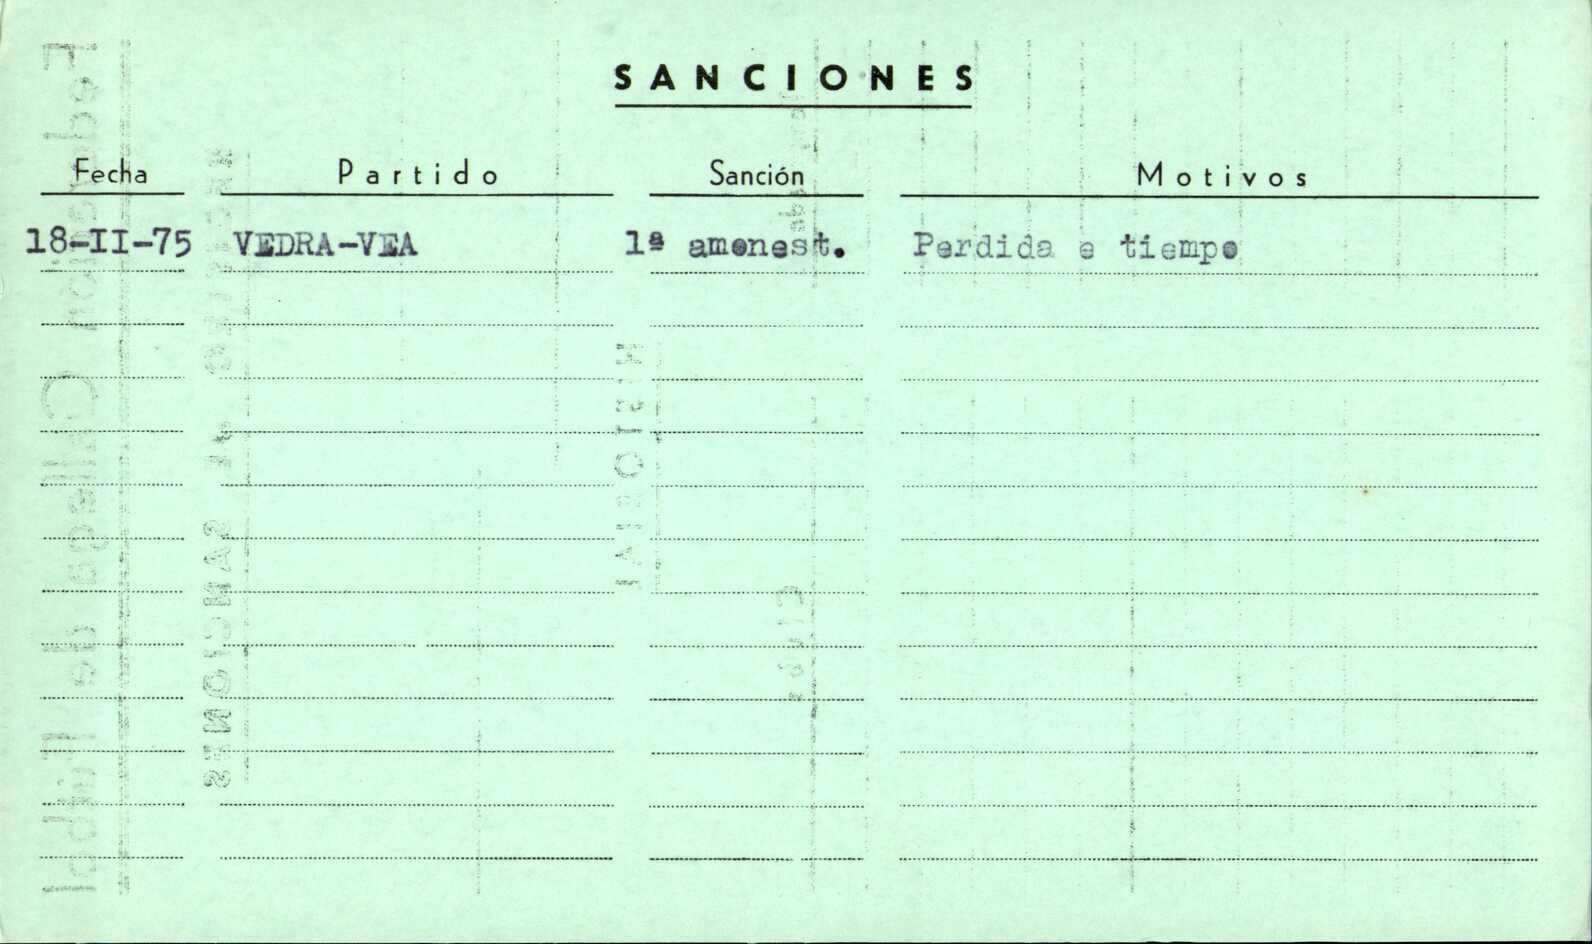 SANCIONES
Fecha Partido Sanción Motivos
18-II-75 VEDRA-VEA 1ª amonest. Perdida e tiempo